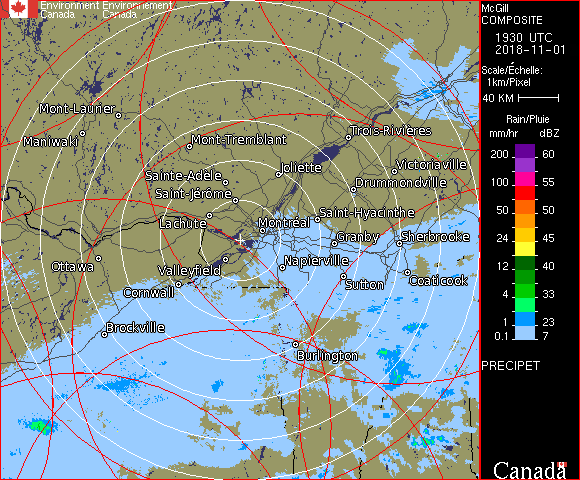 Environment Environnement
Canada Canada
Mont-Laurier
Maniwaki
Mont-Tremblant
Trois-Rivières
Sainte-Adèle
Joliette
Victoriaville
Saint-Jérôme
Drummondville
Lachute
Montréal
Saint-Hyacinthe
Granby
Sherbrooke
Ottawa
Valleyfield
Napierville
Cornwall
Sutton
Coaticook
Brockville
Burlington
McGill
COMPOSITE
1930 UTC
2018-11-01
Scale/Échelle:
1km/Pixel
40 KM
Rain/Pluie
mm/hr dBZ
200 60
55
100 55
50 50
24 45
12 40
4 33
1 23
0.1 7
PRECIPET
Canada